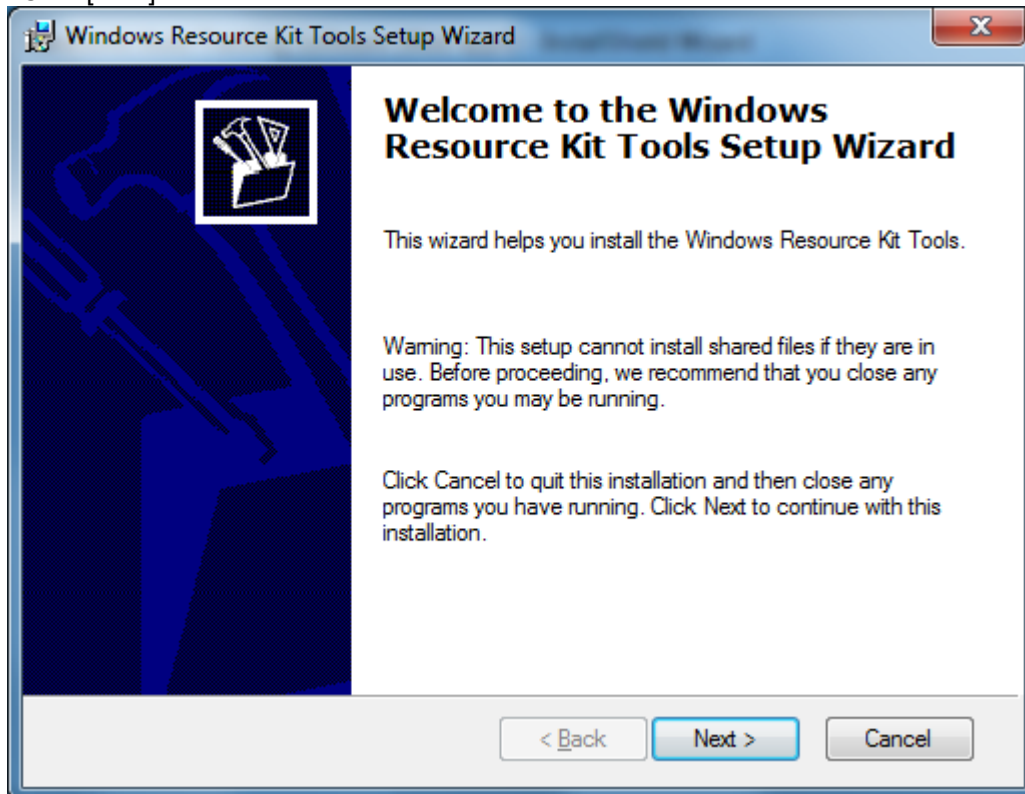 Windows Resource Kit Tools Setup Wizard
Welcome to the Windows
Resource Kit Tools Setup Wizard
This wizard helps you install the Windows Resource Kit Tools.
Warning: This setup cannot install shared files if they are in
use. Before proceeding, we recommend that you close any
programs you may be running.
Click Cancel to quit this installation and then close any
programs you have running. Click Next to continue with this
installation.
< Back
Next >
Cancel